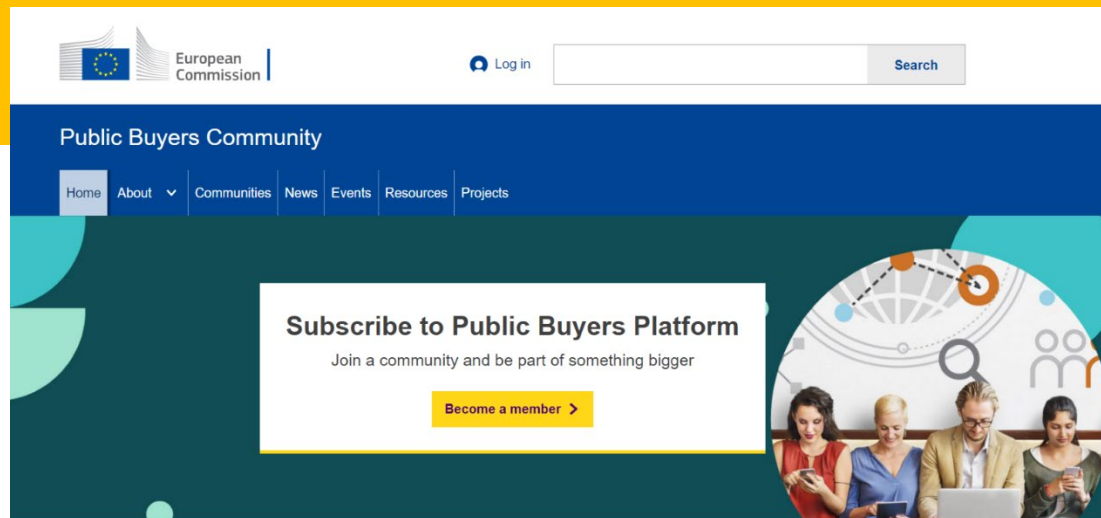 European
Commission
Log in
Search
Public Buyers Community
Home About Communities News Events Resources Projects
Subscribe to Public Buyers Platform
Join a community and be part of something bigger
Become a member